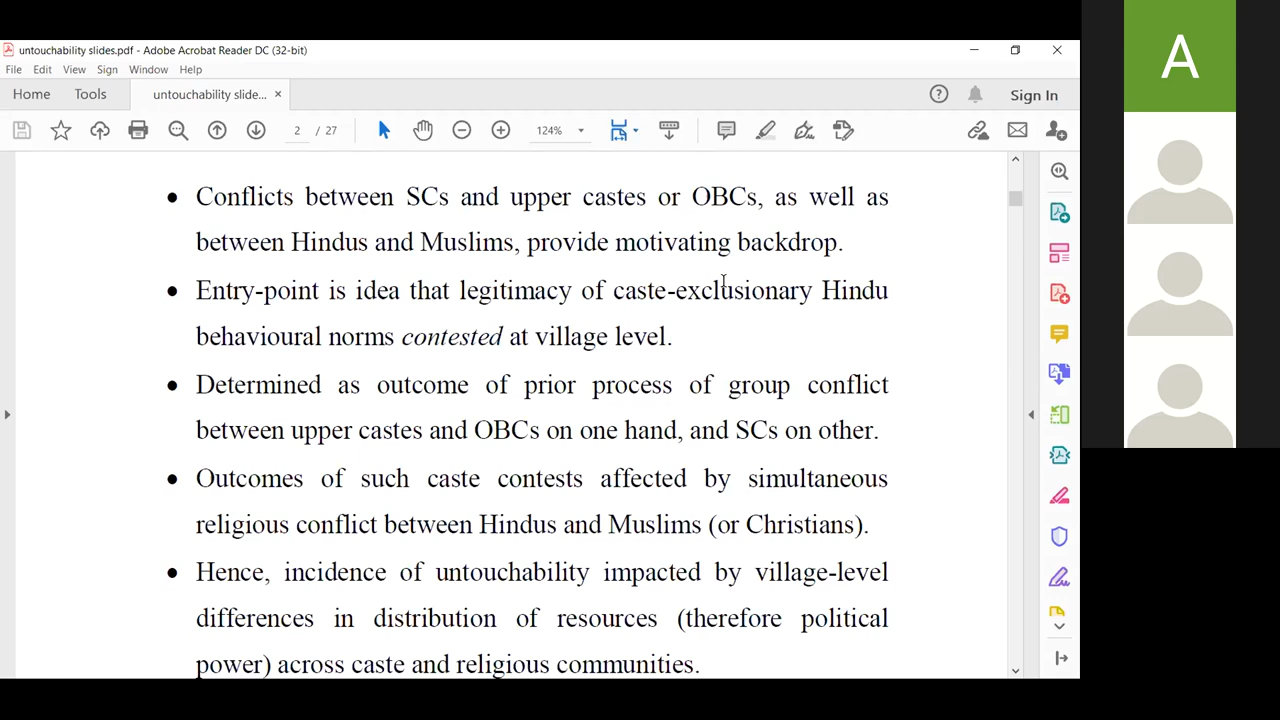 untouchability slides.pdf - Adobe Acrobat Reader DC (32-bit)
File Edit View Sign Window Help
Home Tools untouchability slide... × Sign In
2 / 27 124%
• Conflicts between SCs and upper castes or OBCs, as well as
between Hindus and Muslims, provide motivating backdrop.
• Entry-point is idea that legitimacy of caste-exclusionary Hindu
behavioural norms contested at village level.
• Determined as outcome of prior process of group conflict
between upper castes and OBCs on one hand, and SCs on other.
• Outcomes of such caste contests affected by simultaneous
religious conflict between Hindus and Muslims (or Christians).
• Hence, incidence of untouchability impacted by village-level
differences in distribution of resources (therefore political
power) across caste and religious communities.
A